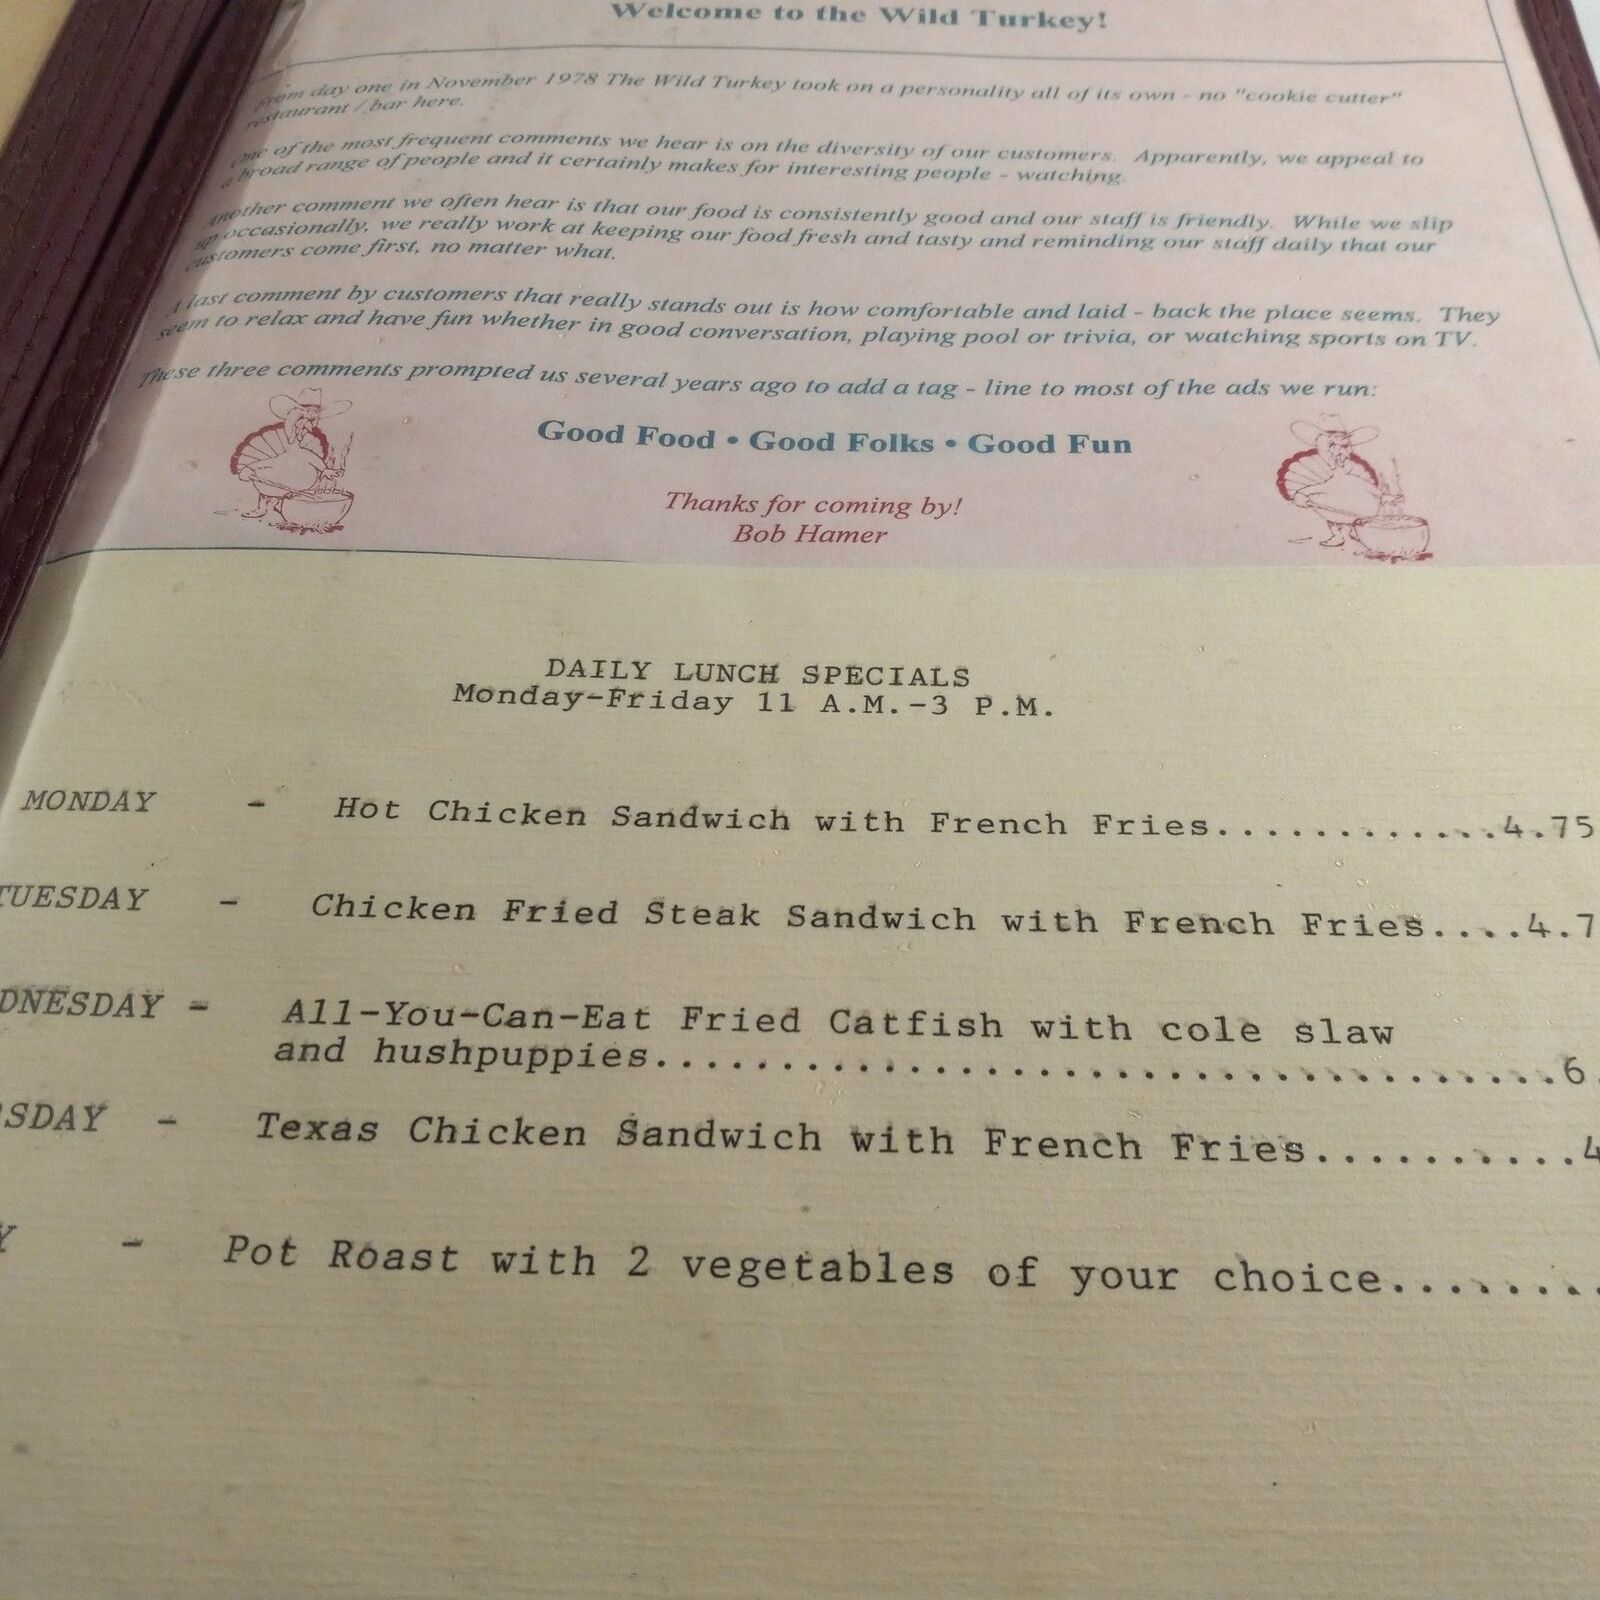 Welcome to the Wild Turkey!
From day one in November 1978 The Wild Turkey took on a personality all of its own - no "cookie cutter"
restaurant / bar here.
One of the most frequent comments we hear is on the diversity of our customers. Apparently, we appeal to
a broad range of people and it certainly makes for interesting people - watching.
Another comment we often hear is that our food is consistently good and our staff is friendly. While we slip
up occasionally, we really work at keeping our food fresh and tasty and reminding our staff daily that our
customers come first, no matter what.
A last comment by customers that really stands out is how comfortable and laid - back the place seems. They
seem to relax and have fun whether in good conversation, playing pool or trivia, or watching sports on TV.
These three comments prompted us several years ago to add a tag - line to most of the ads we run:
Good Food • Good Folks • Good Fun
Thanks for coming by!
Bob Hamer
DAILY LUNCH SPECIALS
Monday-Friday 11 A.M.-3 P.M.
MONDAY - Hot Chicken Sandwich with French Fries............4.75
TUESDAY - Chicken Fried Steak Sandwich with French Fries....4.7
DNESDAY - All-You-Can-Eat Fried Catfish with cole slaw
and hushpuppies.............................6.
RSDAY - Texas Chicken Sandwich with French Fries..........4
Y - Pot Roast with 2 vegetables of your choice........